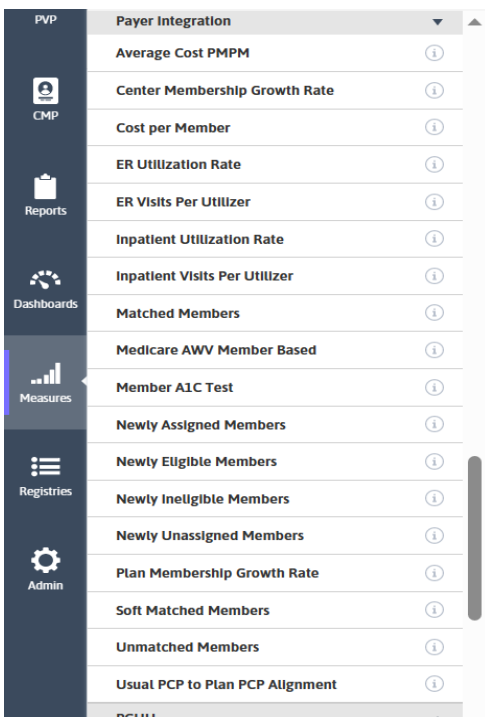 PVP
CMP
Reports
Dashboards
Measures
Registries
Admin
Payer Integration
Average Cost PMPM
Center Membership Growth Rate
Cost per Member
ER Utilization Rate
ER Visits Per Utilizer
Inpatient Utilization Rate
Inpatient Visits Per Utilizer
Matched Members
Medicare AWV Member Based
Member A1C Test
Newly Assigned Members
Newly Eligible Members
Newly Ineligible Members
Newly Unassigned Members
Plan Membership Growth Rate
Soft Matched Members
Unmatched Members
Usual PCP to Plan PCP Alignment